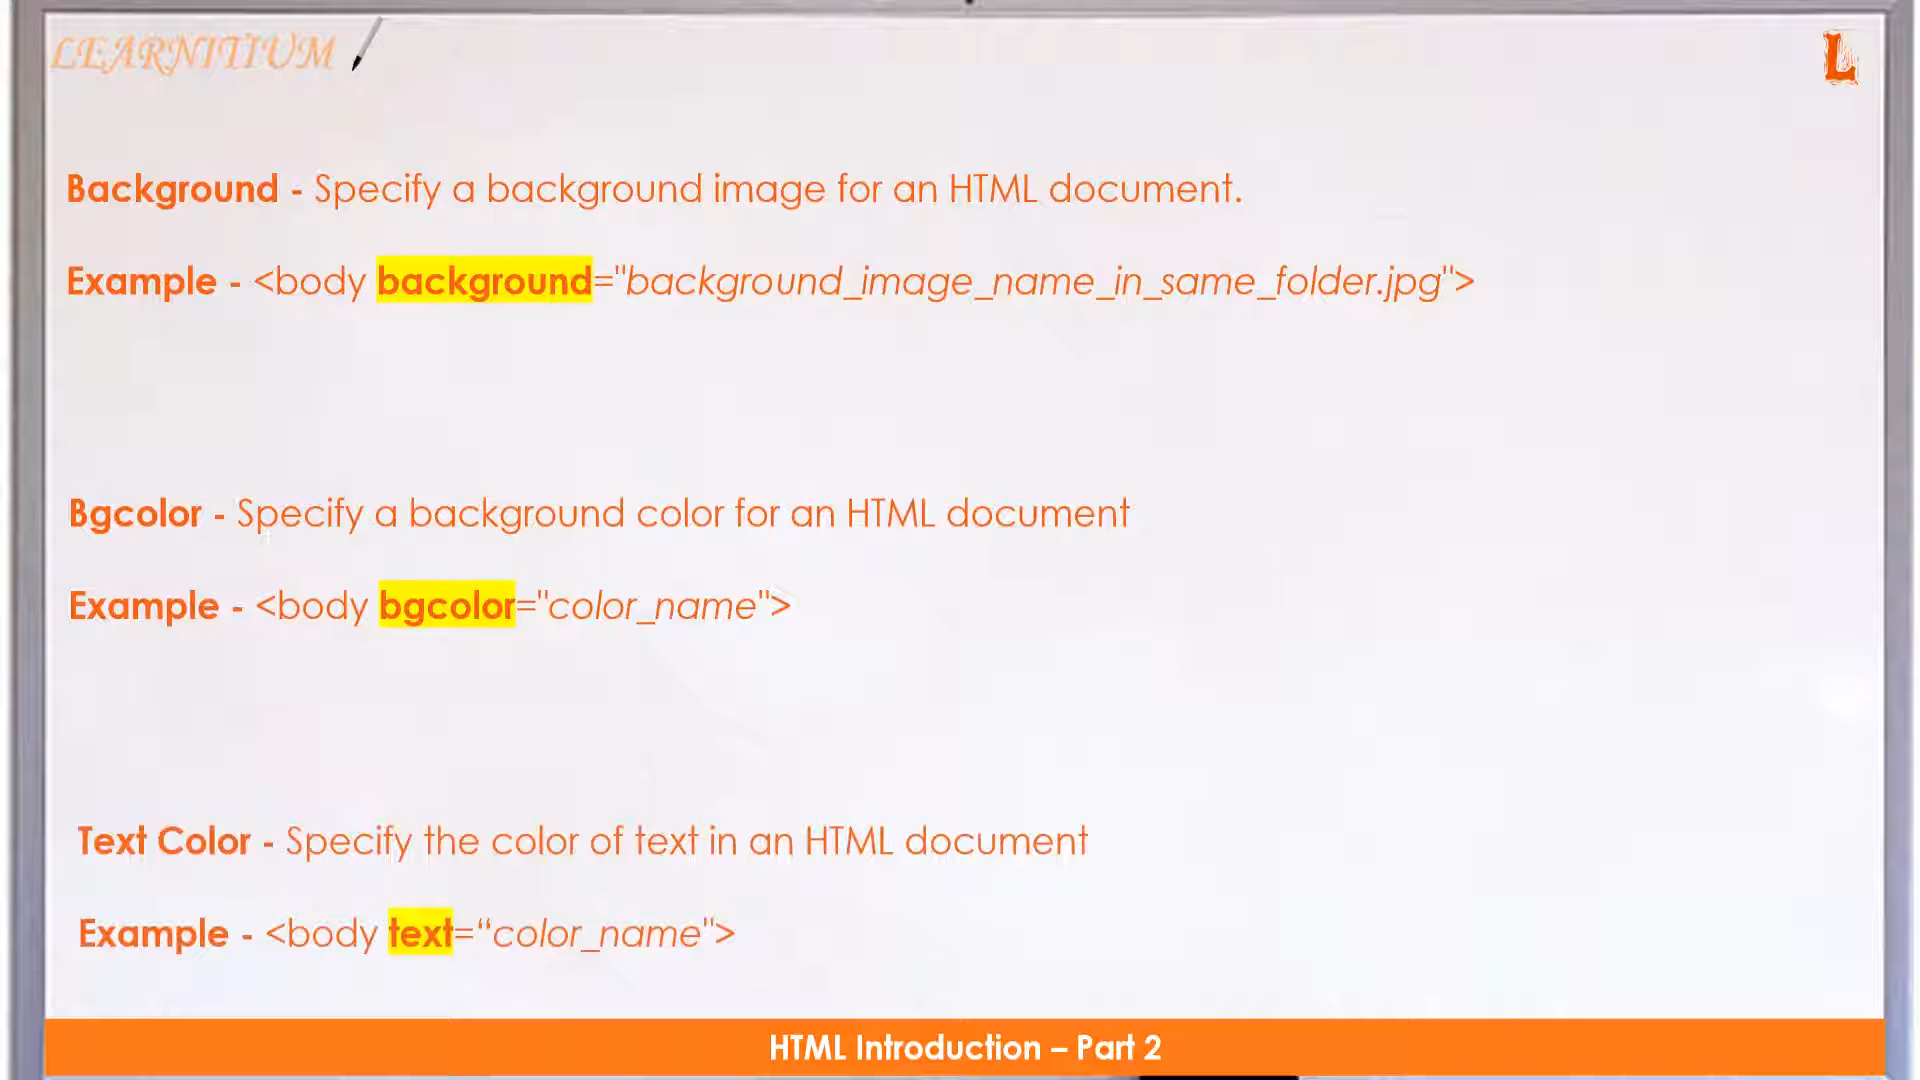 LEARNITIUM
L
Background - Specify a background image for an HTML document.
Example - <body background="background_image_name_in_same_folder.jpg">
Bgcolor - Specify a background color for an HTML document
Example - <body bgcolor="color_name">
Text Color - Specify the color of text in an HTML document
Example - <body text=“color_name">
HTML Introduction – Part 2